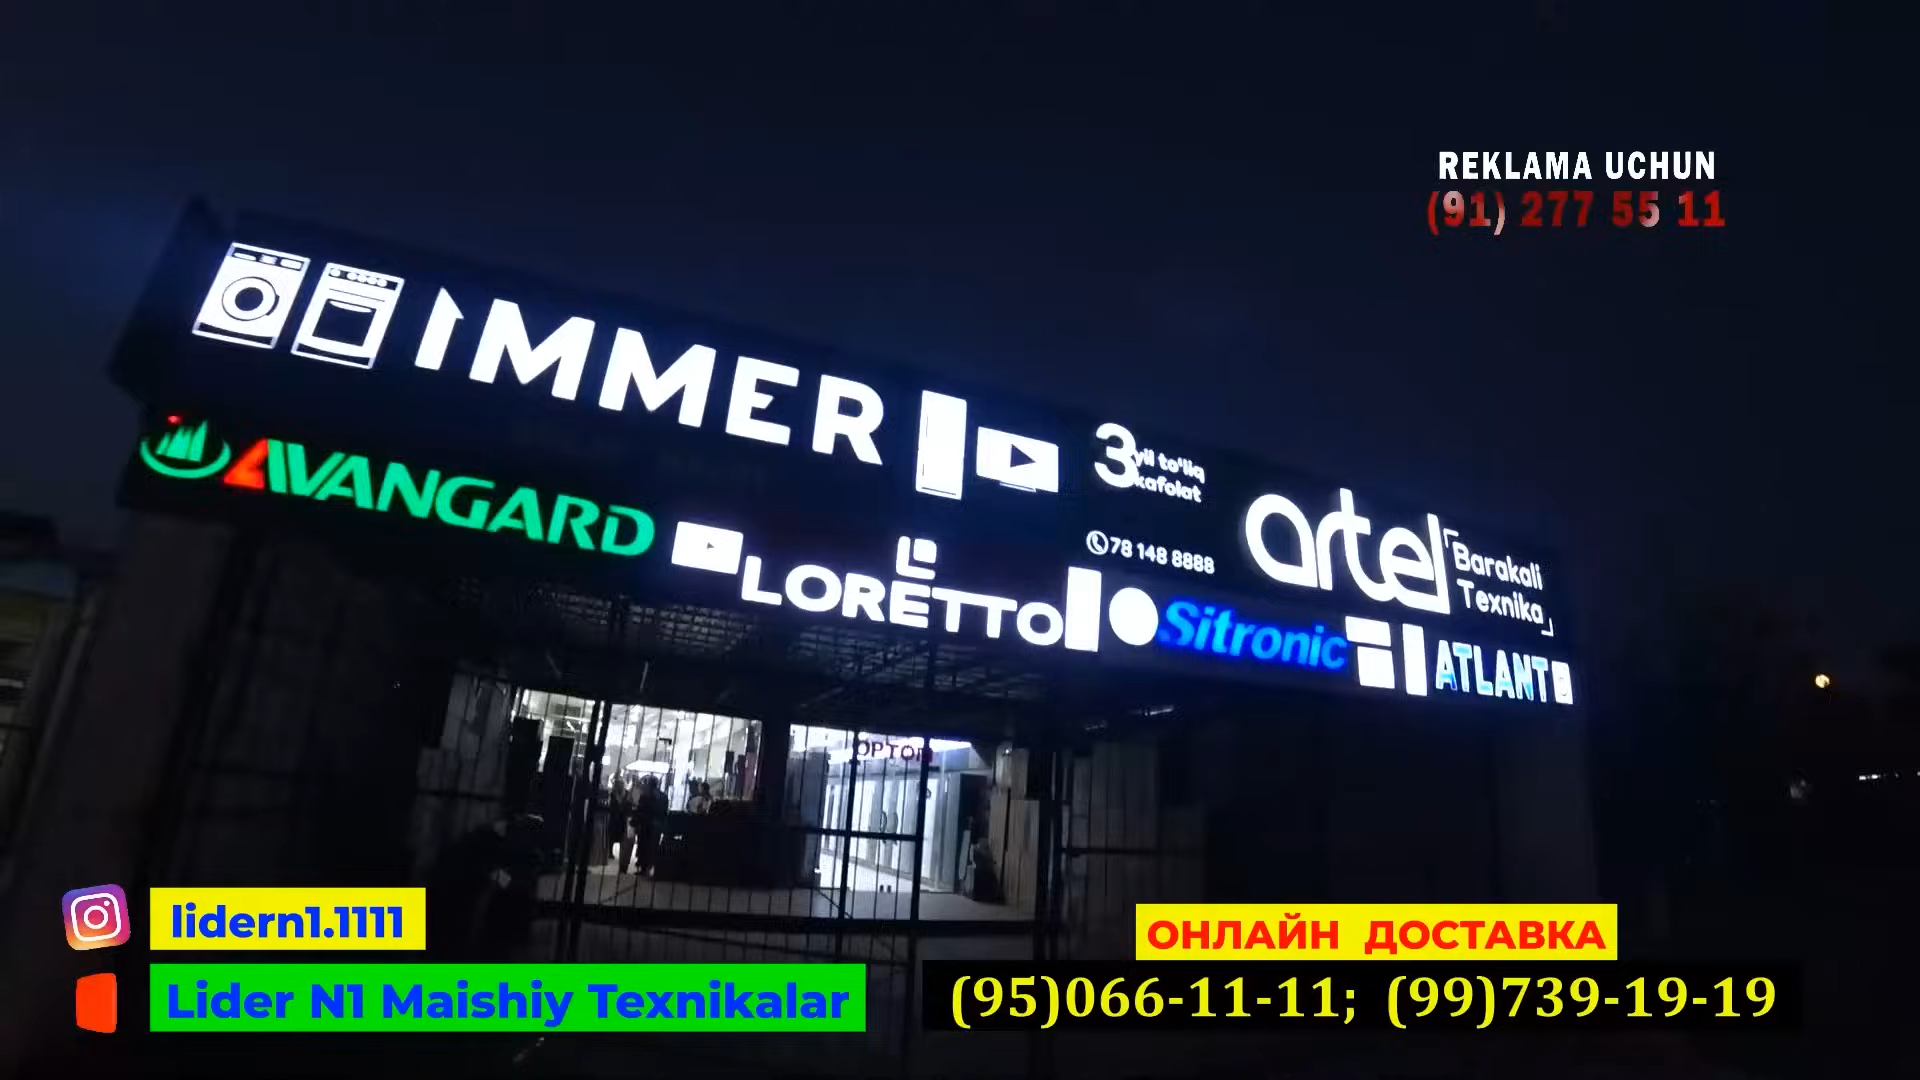 REKLAMA UCHUN
(91) 277 55 11
IMMER
3 yil to'liq
kafolat
artel
Barakali
Texnika
78 148 8888
AVANGARD
LORETTO
Sitronic
ATLANT
ОПТОМ
lidern1.1111
Lider N1 Maishiy Texnikalar
ОНЛАЙН ДОСТАВКА
(95)066-11-11; (99)739-19-19